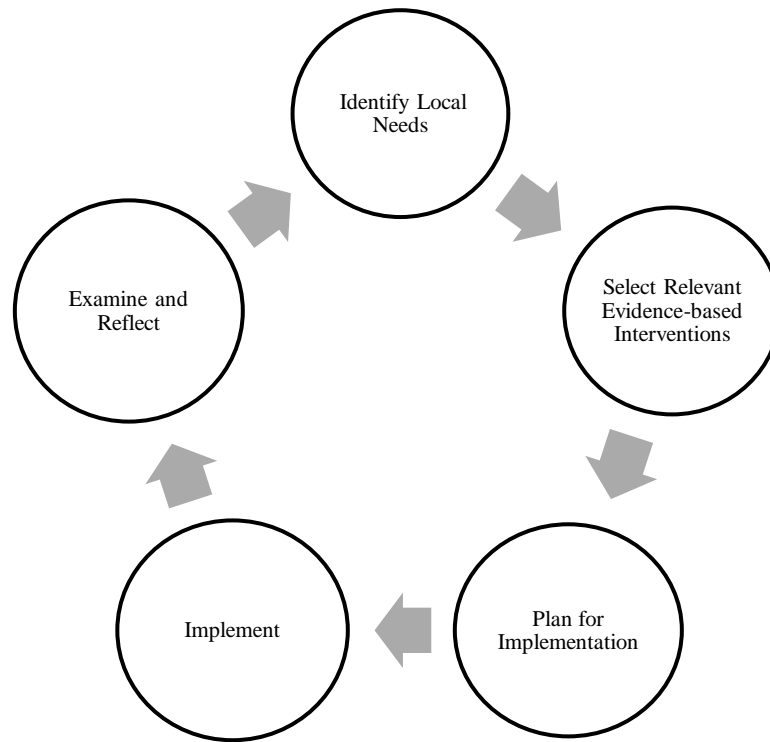 Identify Local
Needs
Select Relevant
Evidence-based
Interventions
Plan for
Implementation
Implement
Examine and
Reflect